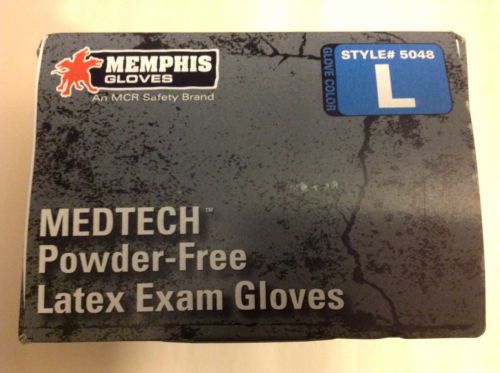 MEMPHIS
GLOVES
An MCR Safety Brand
GLOVE COLOR
STYLE# 5048
L
MEDTECH™
Powder-Free
Latex Exam Gloves